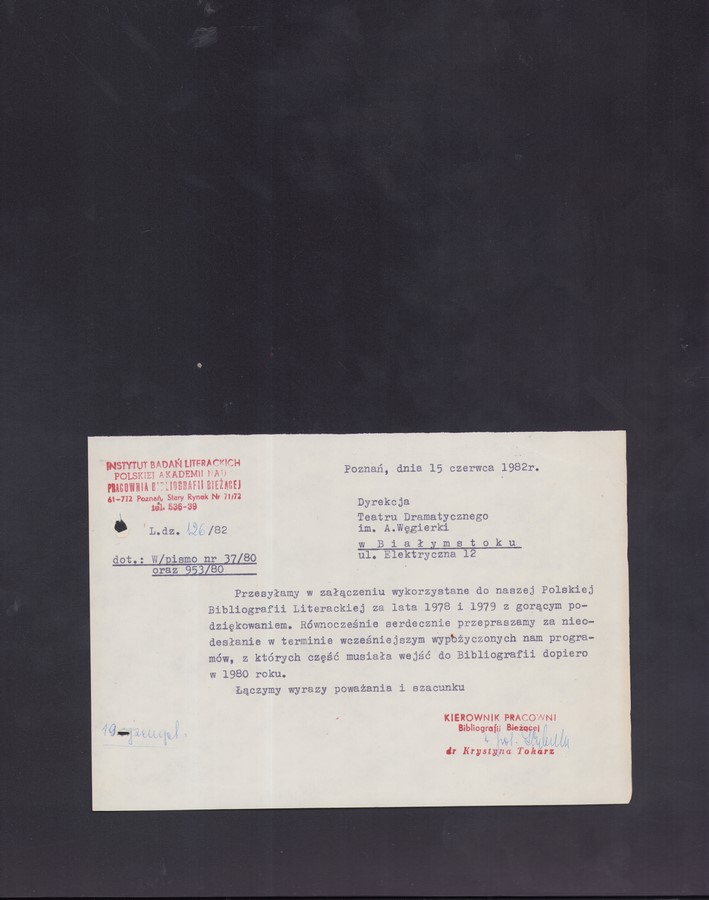 INSTYTUT BADAŃ LITERACKICH
POLSKIEJ AKADEMII NAUK
PRACOWNIA BIBLIOGRAFII BIEŻĄCEJ
61-772 Poznań, Stary Rynek Nr 71/72
tel. 536-39
Poznań, dnia 15 czerwca 1982r.
L.dz. 126/82
Dyrekcja
Teatru Dramatycznego
im. A.Węgierki
w Białymstoku
ul. Elektryczna 12
dot.: W/pismo nr 37/80
oraz 953/80
Przesyłamy w załączeniu wykorzystane do naszej Polskiej
Bibliografii Literackiej za lata 1978 i 1979 z gorącym po-
dziękowaniem. Równocześnie serdecznie przepraszamy za nieo-
desłanie w terminie wcześniejszym wypożyczonych nam progra-
mów, z których część musiała wejść do Bibliografii dopiero
w 1980 roku.
Łączymy wyrazy poważania i szacunku
KIEROWNIK PRACOWNI
Bibliografii Bieżącej
dr Krystyna Tokarz
19